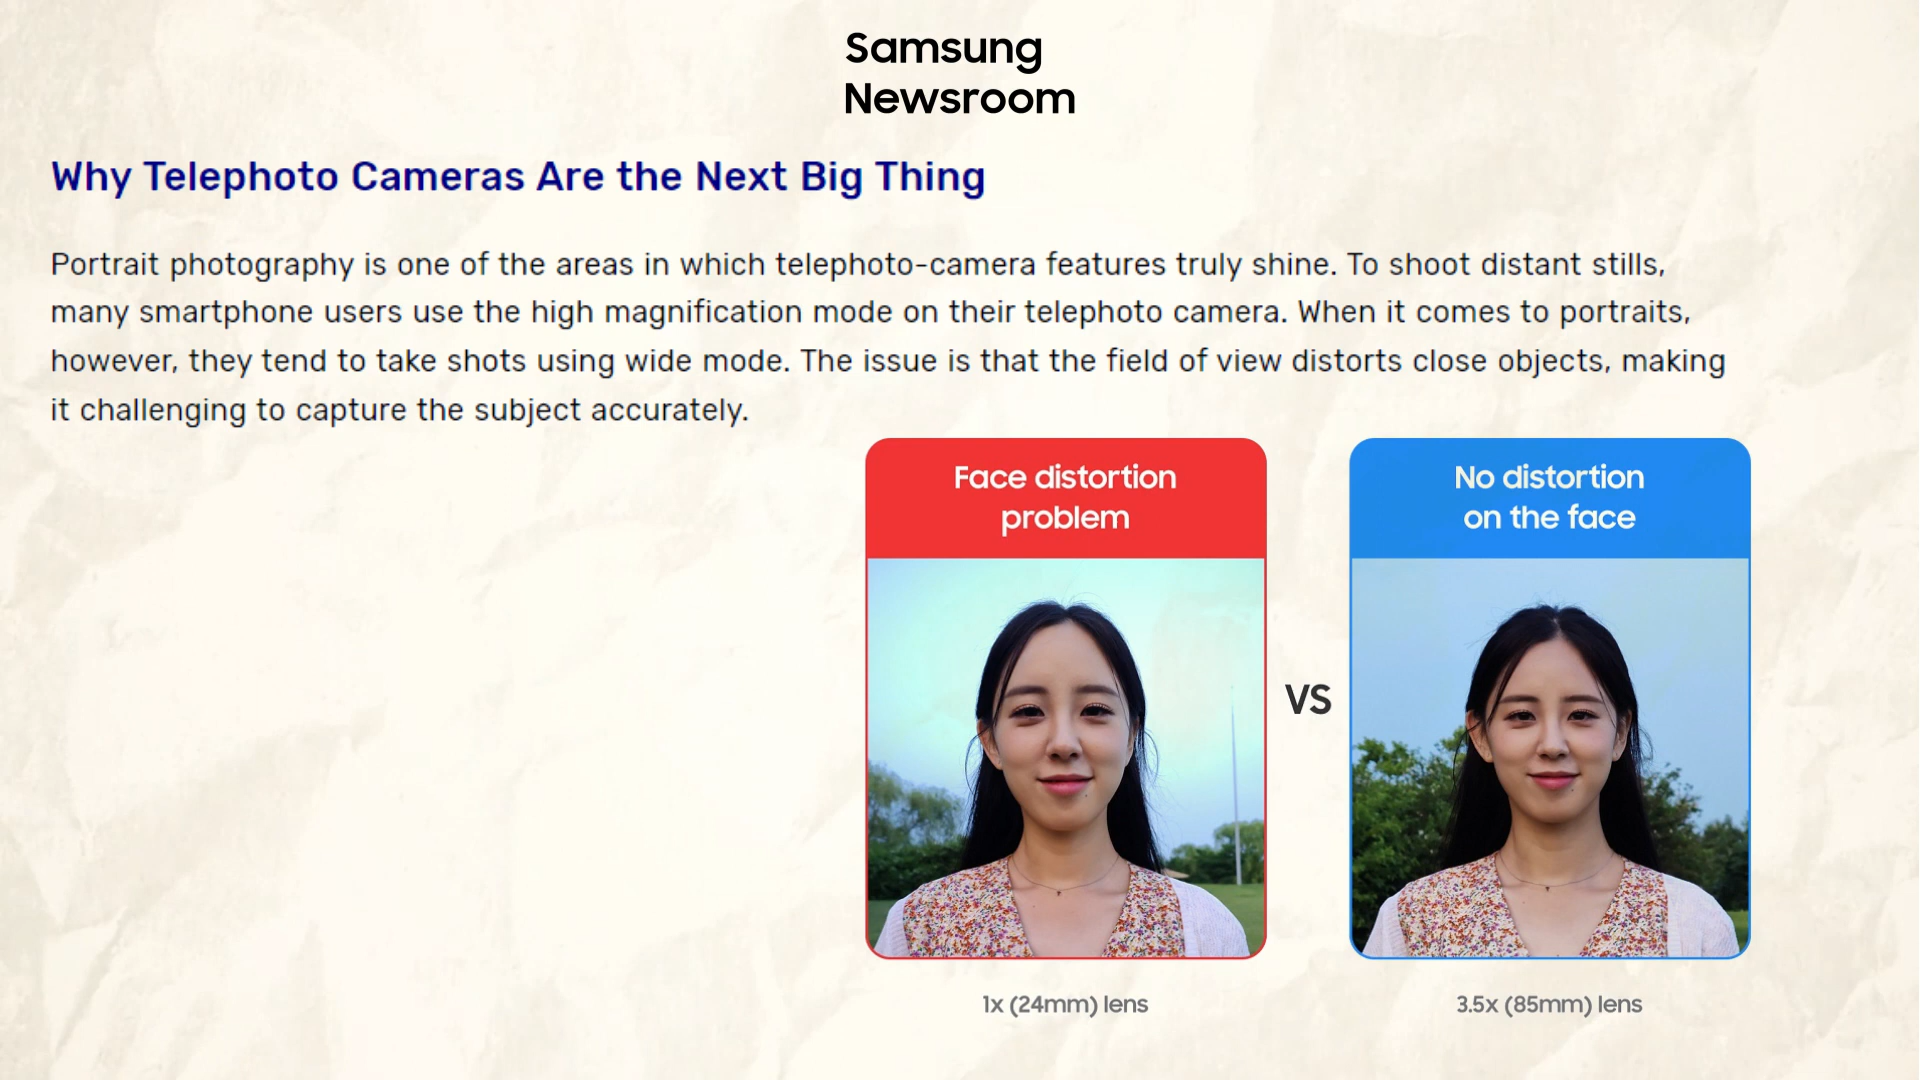 Samsung
Newsroom
Why Telephoto Cameras Are the Next Big Thing
Portrait photography is one of the areas in which telephoto-camera features truly shine. To shoot distant stills,
many smartphone users use the high magnification mode on their telephoto camera. When it comes to portraits,
however, they tend to take shots using wide mode. The issue is that the field of view distorts close objects, making
it challenging to capture the subject accurately.
Face distortion
problem
No distortion
on the face
VS
1x (24mm) lens
3.5x (85mm) lens